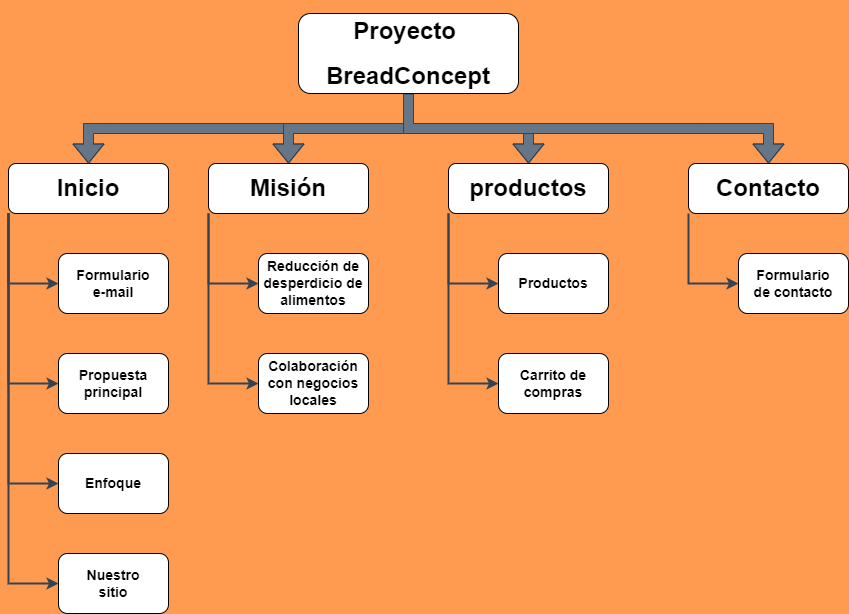 Proyecto
BreadConcept
Inicio
Misión
productos
Contacto
Formulario
e-mail
Reducción de
desperdicio de
alimentos
Productos
Formulario
de contacto
Propuesta
principal
Colaboración
con negocios
locales
Carrito de
compras
Enfoque
Nuestro
sitio